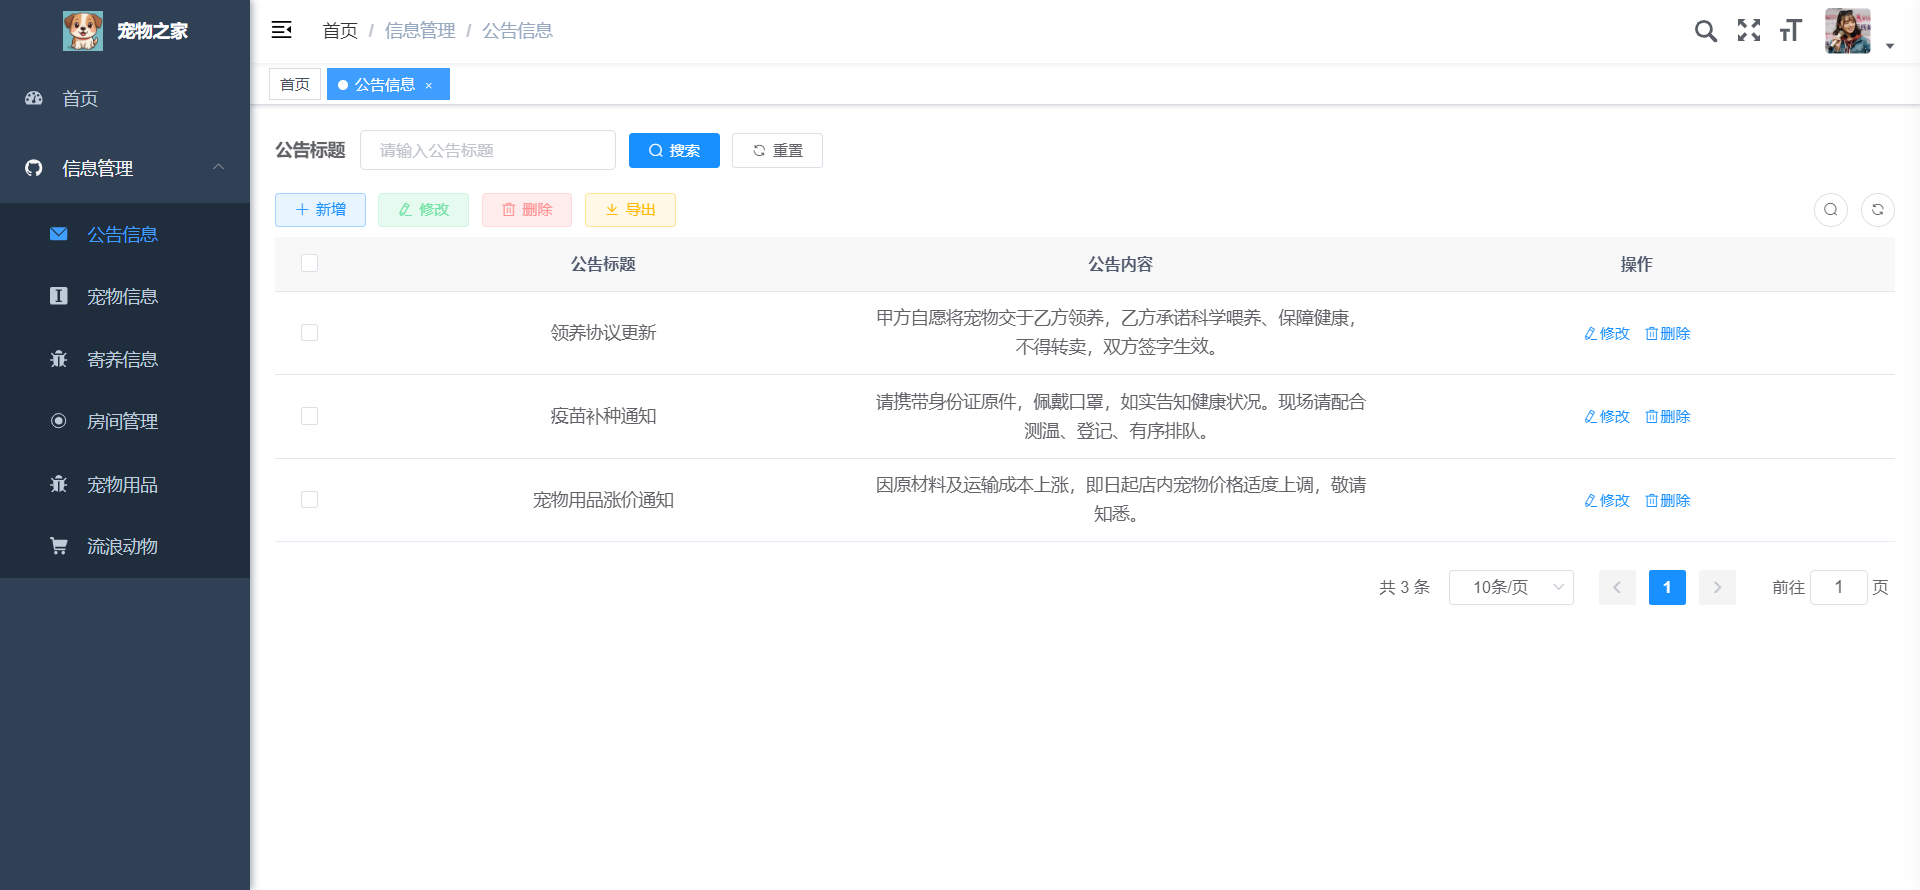 宠物之家
首页
信息管理
公告信息
宠物信息
寄养信息
房间管理
宠物用品
流浪动物
首页 / 信息管理 / 公告信息
首页 公告信息 ×
公告标题 请输入公告标题 搜索 重置
新增 修改 删除 导出
公告标题 公告内容 操作
领养协议更新 甲方自愿将宠物交于乙方领养，乙方承诺科学喂养、保障健康， 修改 删除
不得转卖，双方签字生效。
疫苗补种通知 请携带身份证原件，佩戴口罩，如实告知健康状况。现场请配合 修改 删除
测温、登记、有序排队。
宠物用品涨价通知 因原材料及运输成本上涨，即日起店内宠物价格适度上调，敬请 修改 删除
知悉。
共 3 条 10条/页 1 前往 1 页